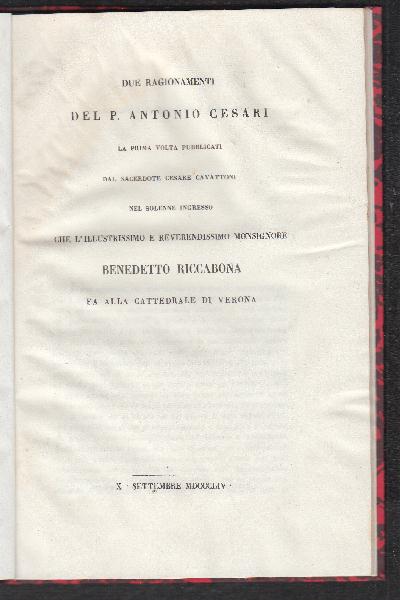 DUE RAGIONAMENTI
DEL P. ANTONIO CESARI
LA PRIMA VOLTA PUBBLICATI
DAL SACERDOTE CESARE CAVATTONI
NEL SOLENNE INGRESSO
CHE L'ILLUSTRISSIMO E REVERENDISSIMO MONSIGNORE
BENEDETTO RICCABONA
FA ALLA CATTEDRALE DI VERONA
X SETTEMBRE MDCCCLIV